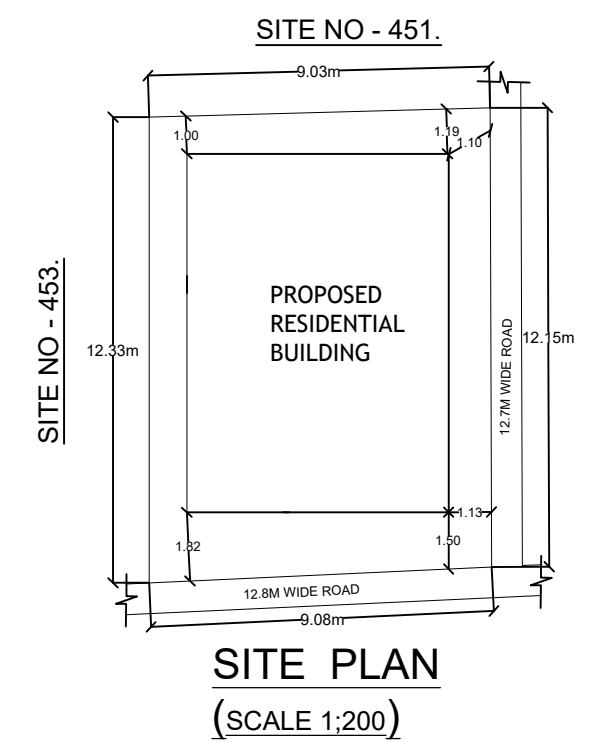 SITE NO - 451.
9.03m
1.00
1.19
1.10
PROPOSED
RESIDENTIAL
BUILDING
SITE NO - 453.
12.33m
12.7M WIDE ROAD
12.15m
1.13
1.82
1.50
12.8M WIDE ROAD
9.08m
SITE PLAN
(SCALE 1;200)